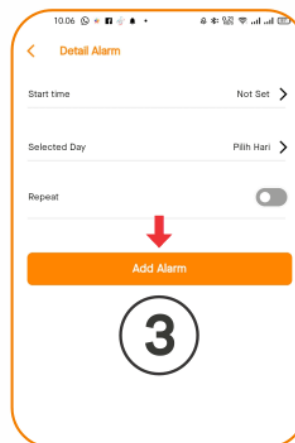 10.06
Detail Alarm
Start time Not Set
Selected Day Pilih Hari
Repeat
Add Alarm
3